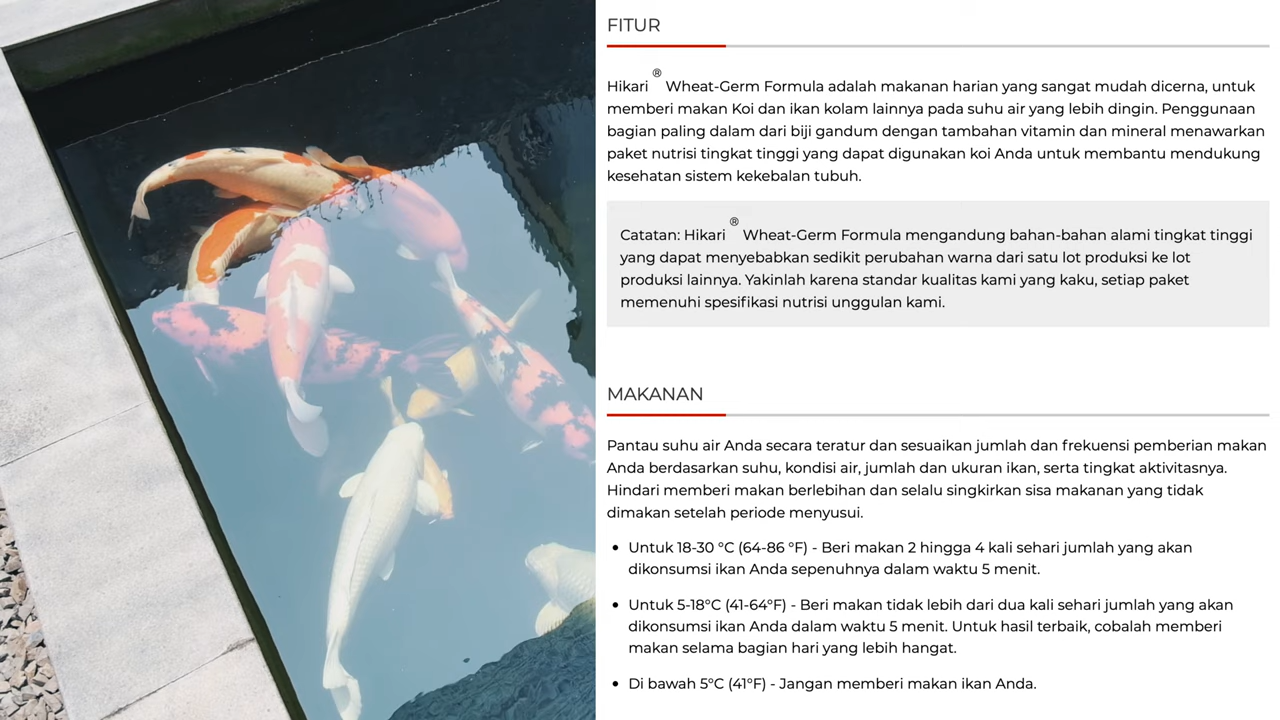 FITUR
Hikari ® Wheat-Germ Formula adalah makanan harian yang sangat mudah dicerna, untuk
memberi makan Koi dan ikan kolam lainnya pada suhu air yang lebih dingin. Penggunaan
bagian paling dalam dari biji gandum dengan tambahan vitamin dan mineral menawarkan
paket nutrisi tingkat tinggi yang dapat digunakan koi Anda untuk membantu mendukung
kesehatan sistem kekebalan tubuh.
Catatan: Hikari ® Wheat-Germ Formula mengandung bahan-bahan alami tingkat tinggi
yang dapat menyebabkan sedikit perubahan warna dari satu lot produksi ke lot
produksi lainnya. Yakinlah karena standar kualitas kami yang kaku, setiap paket
memenuhi spesifikasi nutrisi unggulan kami.
MAKANAN
Pantau suhu air Anda secara teratur dan sesuaikan jumlah dan frekuensi pemberian makan
Anda berdasarkan suhu, kondisi air, jumlah dan ukuran ikan, serta tingkat aktivitasnya.
Hindari memberi makan berlebihan dan selalu singkirkan sisa makanan yang tidak
dimakan setelah periode menyusui.
• Untuk 18-30 °C (64-86 °F) - Beri makan 2 hingga 4 kali sehari jumlah yang akan
dikonsumsi ikan Anda sepenuhnya dalam waktu 5 menit.
• Untuk 5-18°C (41-64°F) - Beri makan tidak lebih dari dua kali sehari jumlah yang akan
dikonsumsi ikan Anda dalam waktu 5 menit. Untuk hasil terbaik, cobalah memberi
makan selama bagian hari yang lebih hangat.
• Di bawah 5°C (41°F) - Jangan memberi makan ikan Anda.